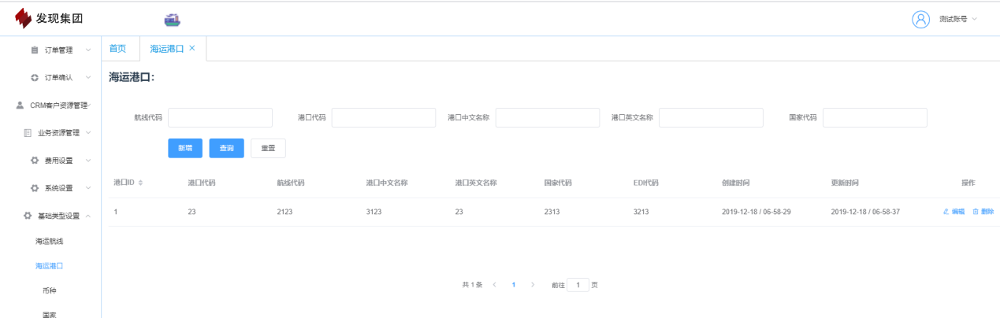 发现集团
测试账号
订单管理
首页 海运港口 ×
订单确认
海运港口：
CRM客户资源管理
航线代码 港口代码 港口中文名称 港口英文名称 国家代码
业务资源管理
新增 查询 重置
费用设置
港口ID 港口代码 航线代码 港口中文名称 港口英文名称 国家代码 EDI代码 创建时间 更新时间 操作
系统设置
1 23 2123 3123 23 2313 3213 2019-12-18 / 06-58-29 2019-12-18 / 06-58-37 编辑 删除
基础类型设置
海运航线
海运港口
共 1 条 < 1 > 前往 1 页
币种
国家